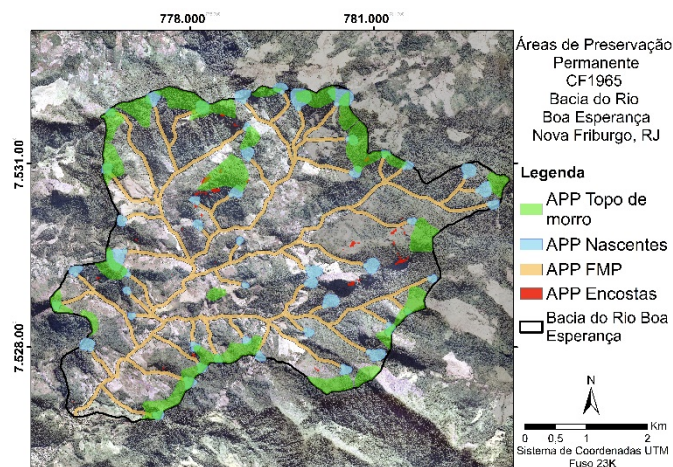 778.000
781.000
7.531.00
7.528.00
Áreas de Preservação
Permanente
CF1965
Bacia do Rio
Boa Esperança
Nova Friburgo, RJ
Legenda
APP Topo de
morro
APP Nascentes
APP FMP
APP Encostas
Bacia do Rio Boa
Esperança
N
Km
0 0,5 1 2
Sistema de Coordenadas UTM
Fuso 23K